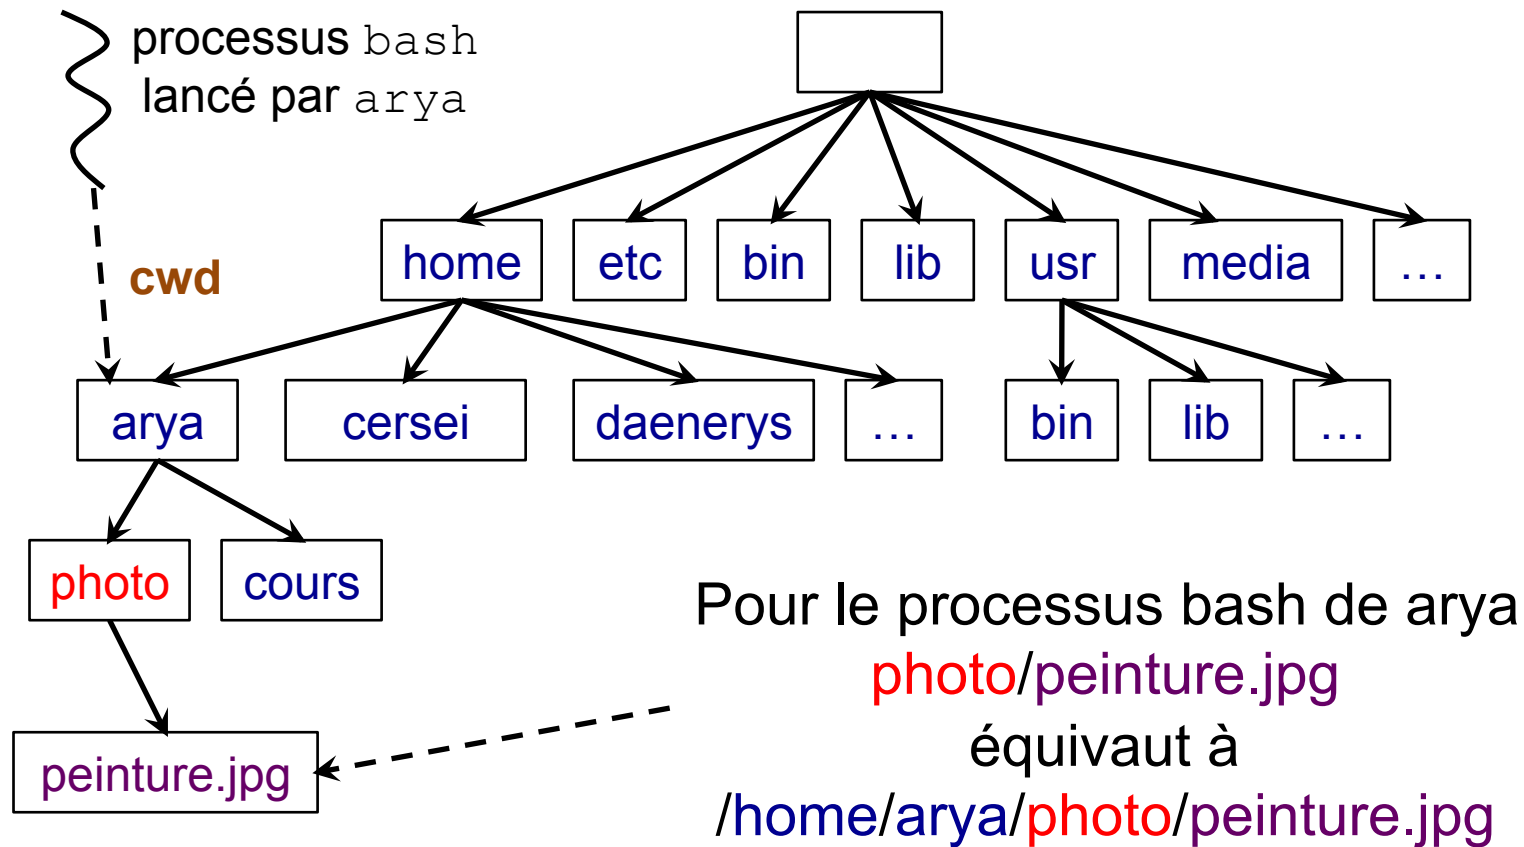 processus bash
lancé par arya
home etc bin lib usr media …
cwd
arya cersei daenerys … bin lib …
photo cours
Pour le processus bash de arya
photo/peinture.jpg
équivaut à
/home/arya/photo/peinture.jpg
peinture.jpg